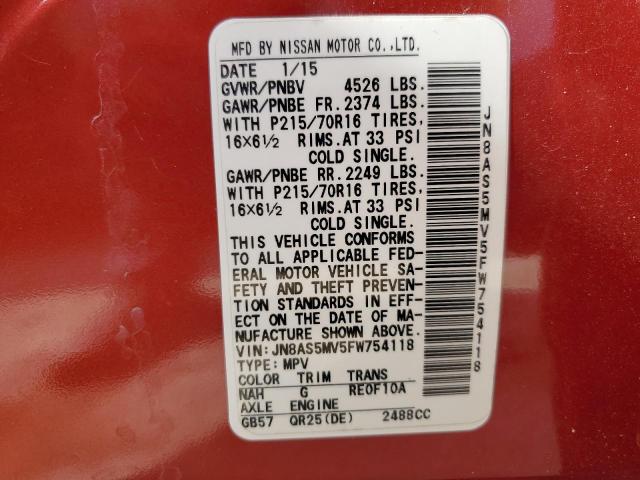 MFD BY NISSAN MOTOR CO.,LTD.
DATE 1/15
GVWR/PNBV 4526 LBS.
GAWR/PNBE FR. 2374 LBS.
WITH P215/70R16 TIRES,
16×6½ RIMS.AT 33 PSI
COLD SINGLE.
GAWR/PNBE RR. 2249 LBS.
WITH P215/70R16 TIRES,
16×6½ RIMS.AT 33 PSI
COLD SINGLE.
THIS VEHICLE CONFORMS
TO ALL APPLICABLE FED-
ERAL MOTOR VEHICLE SA-
FETY AND THEFT PREVEN-
TION STANDARDS IN EFF-
ECT ON THE DATE OF MA-
NUFACTURE SHOWN ABOVE.
VIN: JN8AS5MV5FW754118
TYPE: MPV
COLOR TRIM TRANS
NAH G RE0F10A
AXLE ENGINE
GB57 QR25(DE) 2488CC
JN8AS5MV5FW754118